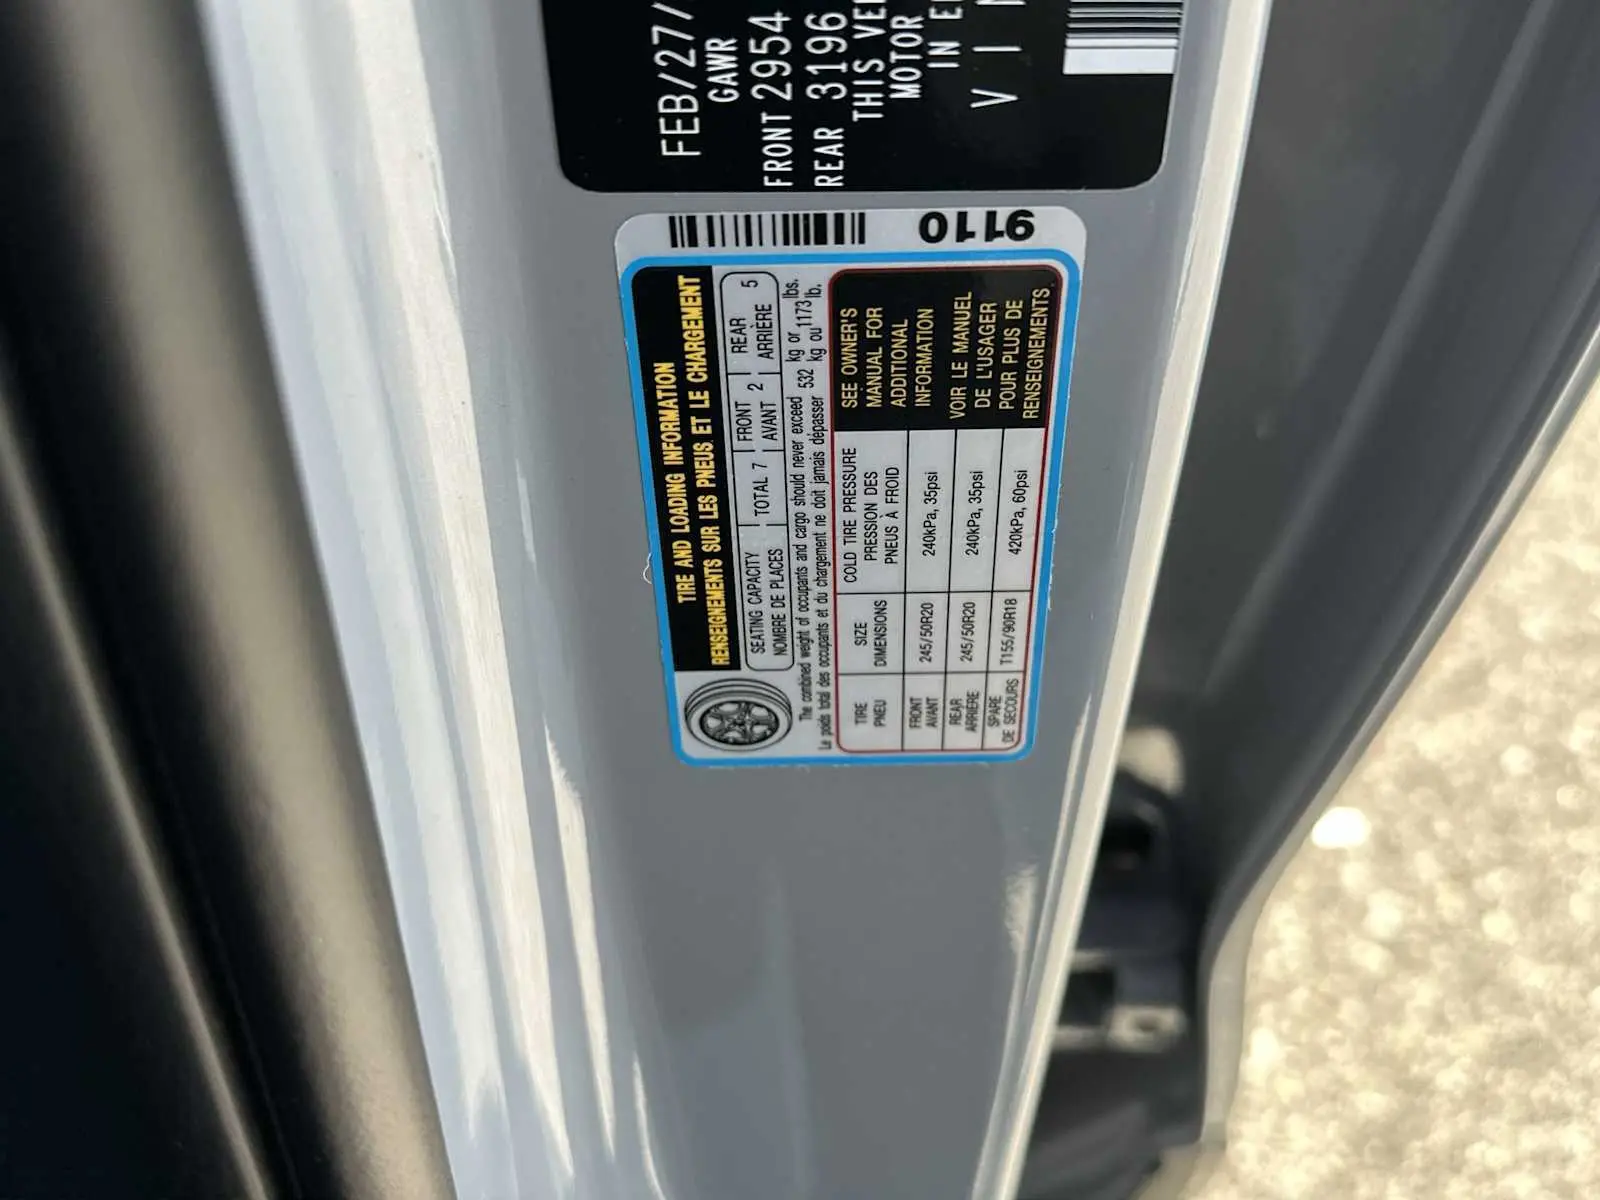 FEB/27/
GAWR
FRONT 2954
REAR 3196
THIS VE
MOTOR
IN E
V I
9110
TIRE AND LOADING INFORMATION
RENSEIGNEMENTS SUR LES PNEUS ET LE CHARGEMENT
SEATING CAPACITY
NOMBRE DE PLACES
TOTAL 7
FRONT
AVANT
2
REAR
ARRIÈRE
5
The combined weight of occupants and cargo should never exceed 532 kg or 1173 lbs.
Le poids total des occupants et du chargement ne doit jamais dépasser 532 kg ou 1173 lb.
TIRE
PNEU
SIZE
DIMENSIONS
COLD TIRE PRESSURE
PRESSION DES
PNEUS À FROID
FRONT
AVANT
245/50R20
240kPa, 35psi
REAR
ARRIÈRE
245/50R20
240kPa, 35psi
SPARE
DE SECOURS
T155/90R18
420kPa, 60psi
SEE OWNER'S
MANUAL FOR
ADDITIONAL
INFORMATION
VOIR LE MANUEL
DE L'USAGER
POUR PLUS DE
RENSEIGNEMENTS